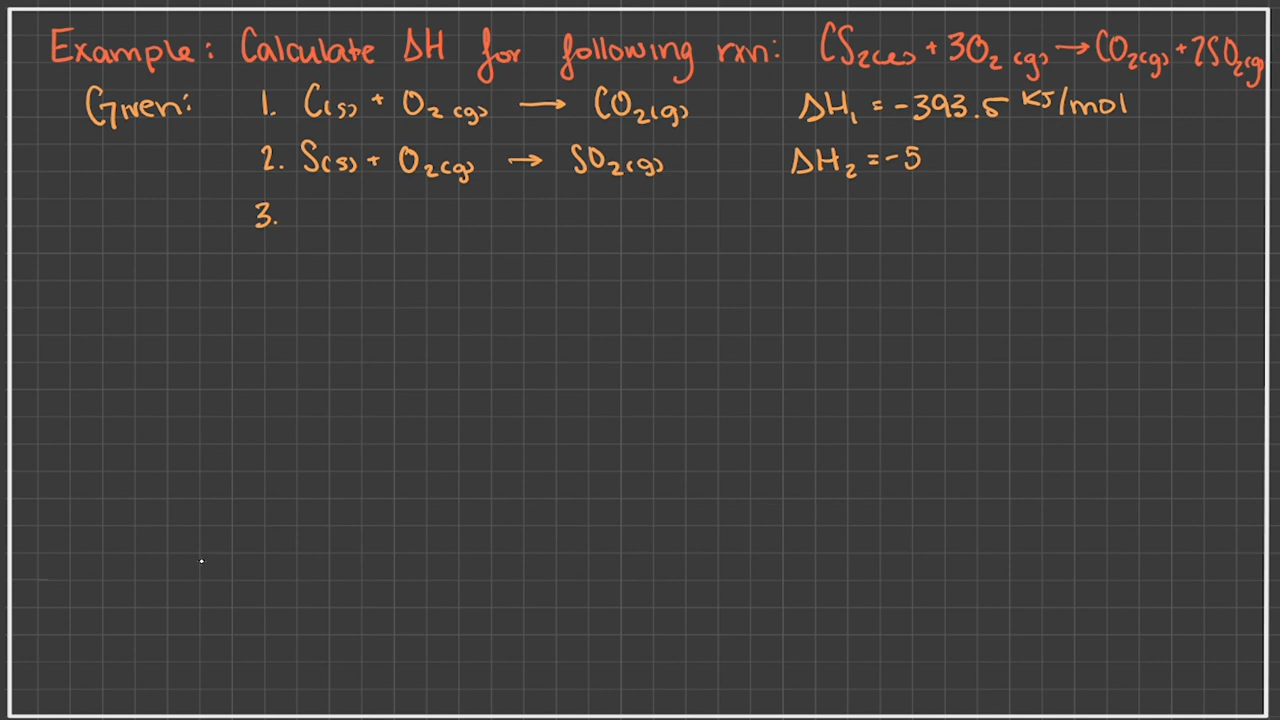 Example: Calculate ΔH for following rxn: CS₂(ℓ) + 3O₂ (g) → CO₂(g) + 2SO₂(g)
Given: 1. C(s) + O₂ (g) → CO₂(g) ΔH₁ = -393.5 KJ/mol
2. S(s) + O₂(g) → SO₂(g) ΔH₂ = -5
3.